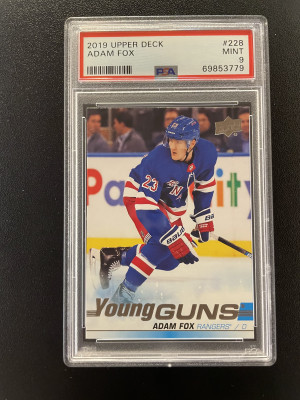 2019 UPPER DECK #228
ADAM FOX MINT
9
PSA 69853779
23
Young GUNS
ADAM FOX RANGERS / D